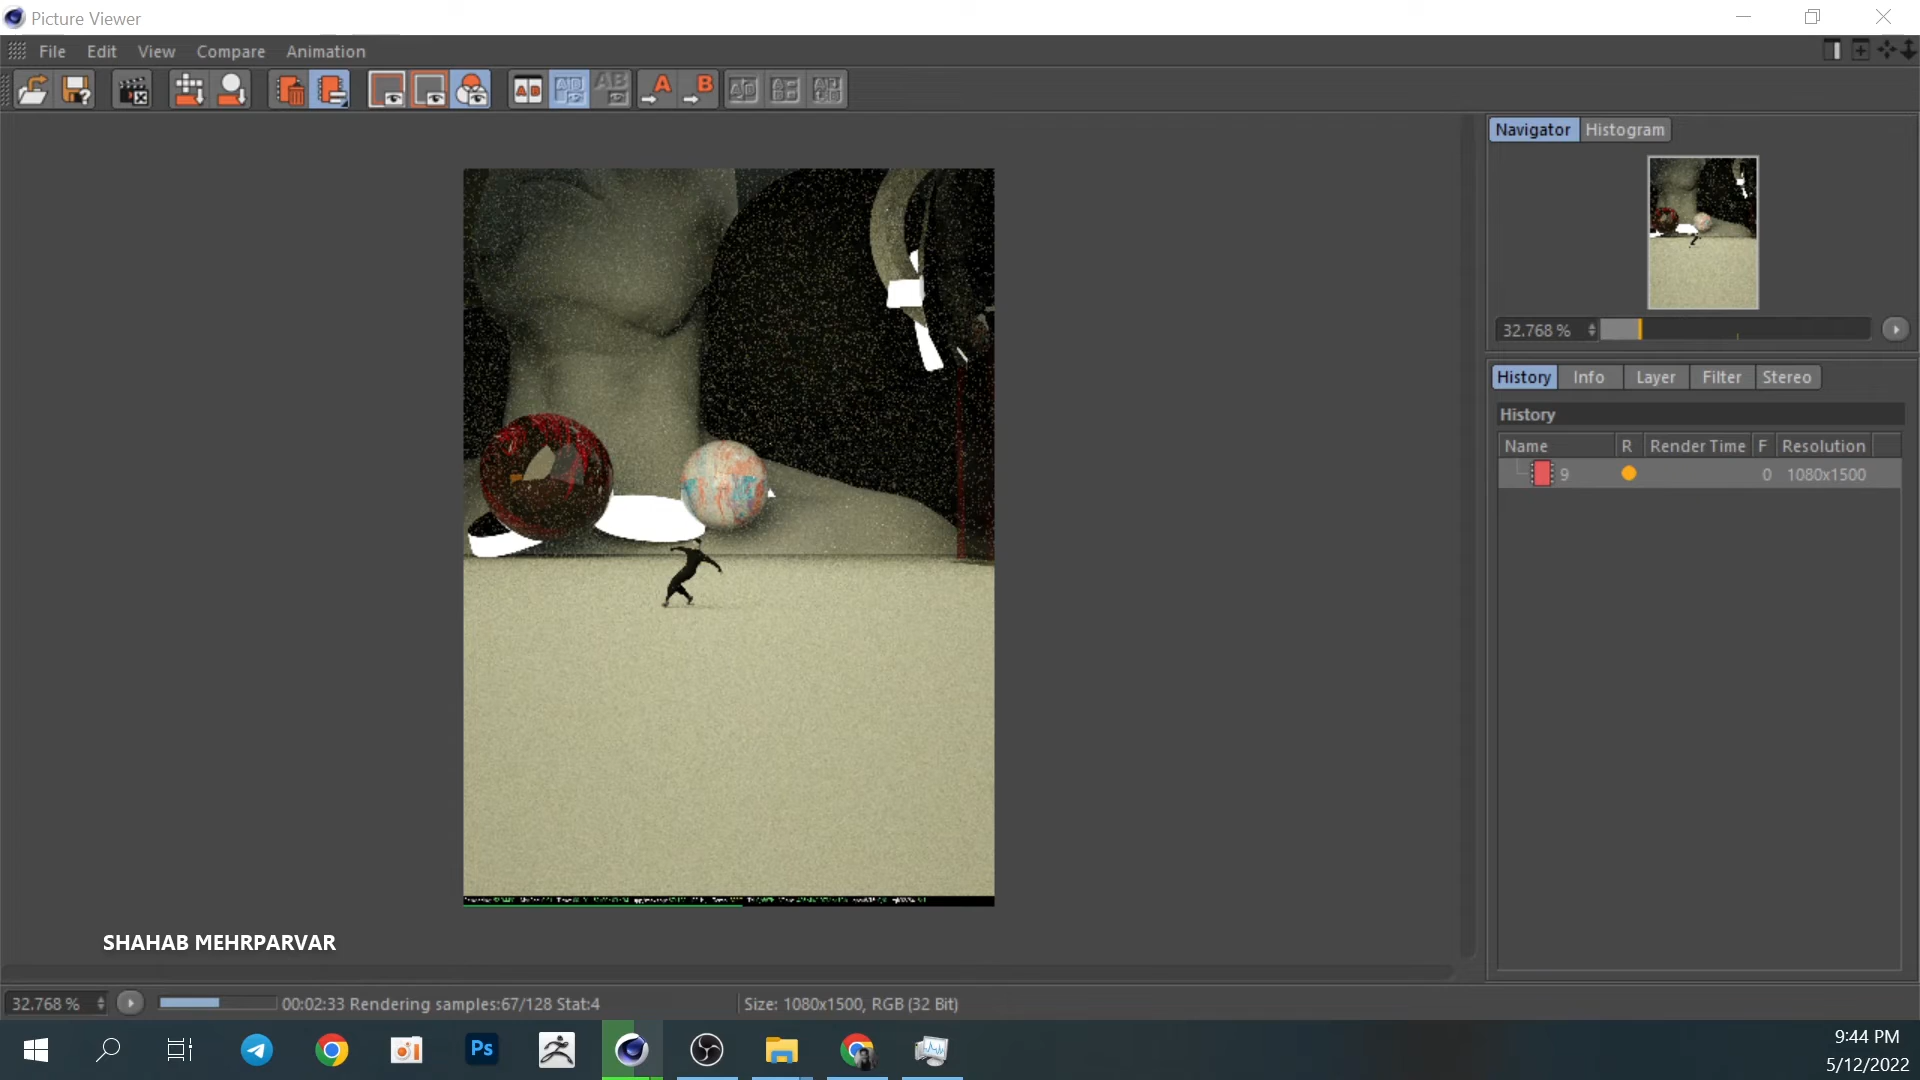 Picture Viewer
File Edit View Compare Animation
Navigator Histogram
32.768 %
History Info Layer Filter Stereo
History
Name R Render Time F Resolution
9 0 1080x1500
SHAHAB MEHRPARVAR
32.768 % 00:02:33 Rendering samples:67/128 Stat:4 Size: 1080x1500, RGB (32 Bit)
Ps
9:44 PM
5/12/2022